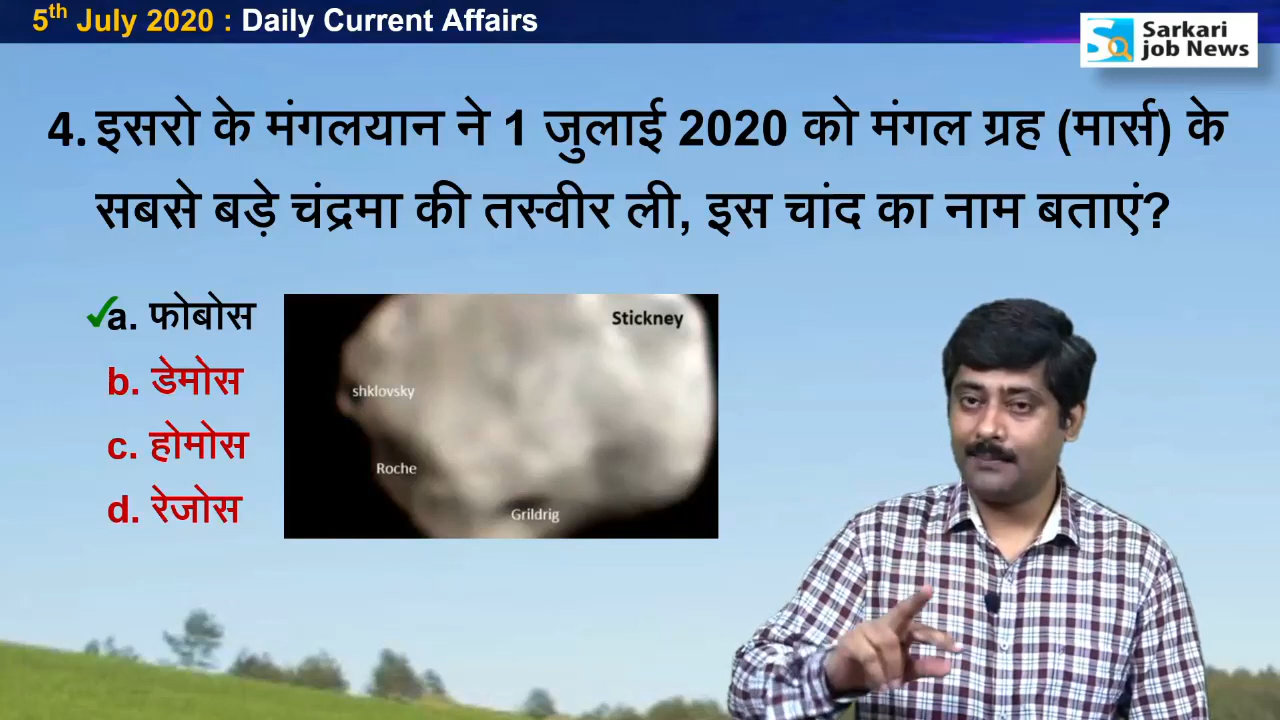 5th July 2020 : Daily Current Affairs
Sarkari
job News
4. इसरो के मंगलयान ने 1 जुलाई 2020 को मंगल ग्रह (मार्स) के
सबसे बड़े चंद्रमा की तस्वीर ली, इस चांद का नाम बताएं?
a. फोबोस
b. डेमोस
c. होमोस
d. रेजोस
Stickney
shklovsky
Roche
Grildrig